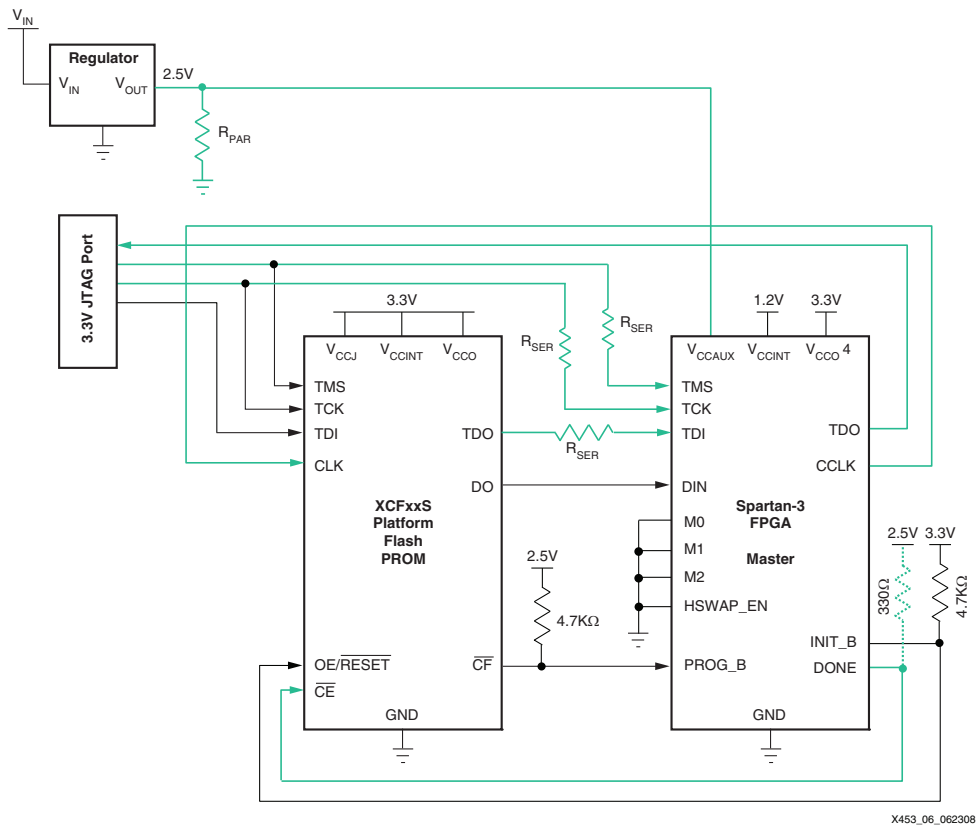 VIN
Regulator
VIN
VOUT
2.5V
RPAR
3.3V JTAG Port
3.3V
VCCJ
VCCINT
VCCO
RSER
RSER
1.2V
3.3V
VCCAUX
VCCINT
VCCO 4
TMS
TCK
TDI
CLK
TDO
DO
RSER
TMS
TCK
TDI
DIN
TDO
CCLK
XCFxxS
Platform
Flash
PROM
Spartan-3
FPGA
Master
M0
M1
M2
HSWAP_EN
2.5V
4.7KΩ
2.5V
3.3V
330Ω
4.7KΩ
OE/RESET
CE
CF
PROG_B
INIT_B
DONE
GND
GND
X453_06_062308